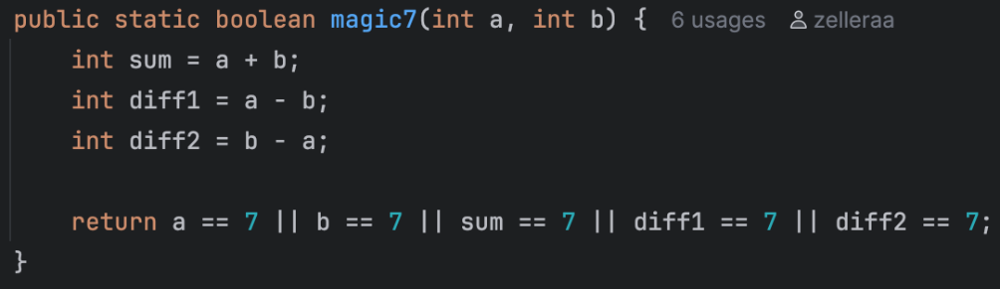 public static boolean magic7(int a, int b) { 6 usages zelleraa
int sum = a + b;
int diff1 = a - b;
int diff2 = b - a;
return a == 7 || b == 7 || sum == 7 || diff1 == 7 || diff2 == 7;
}